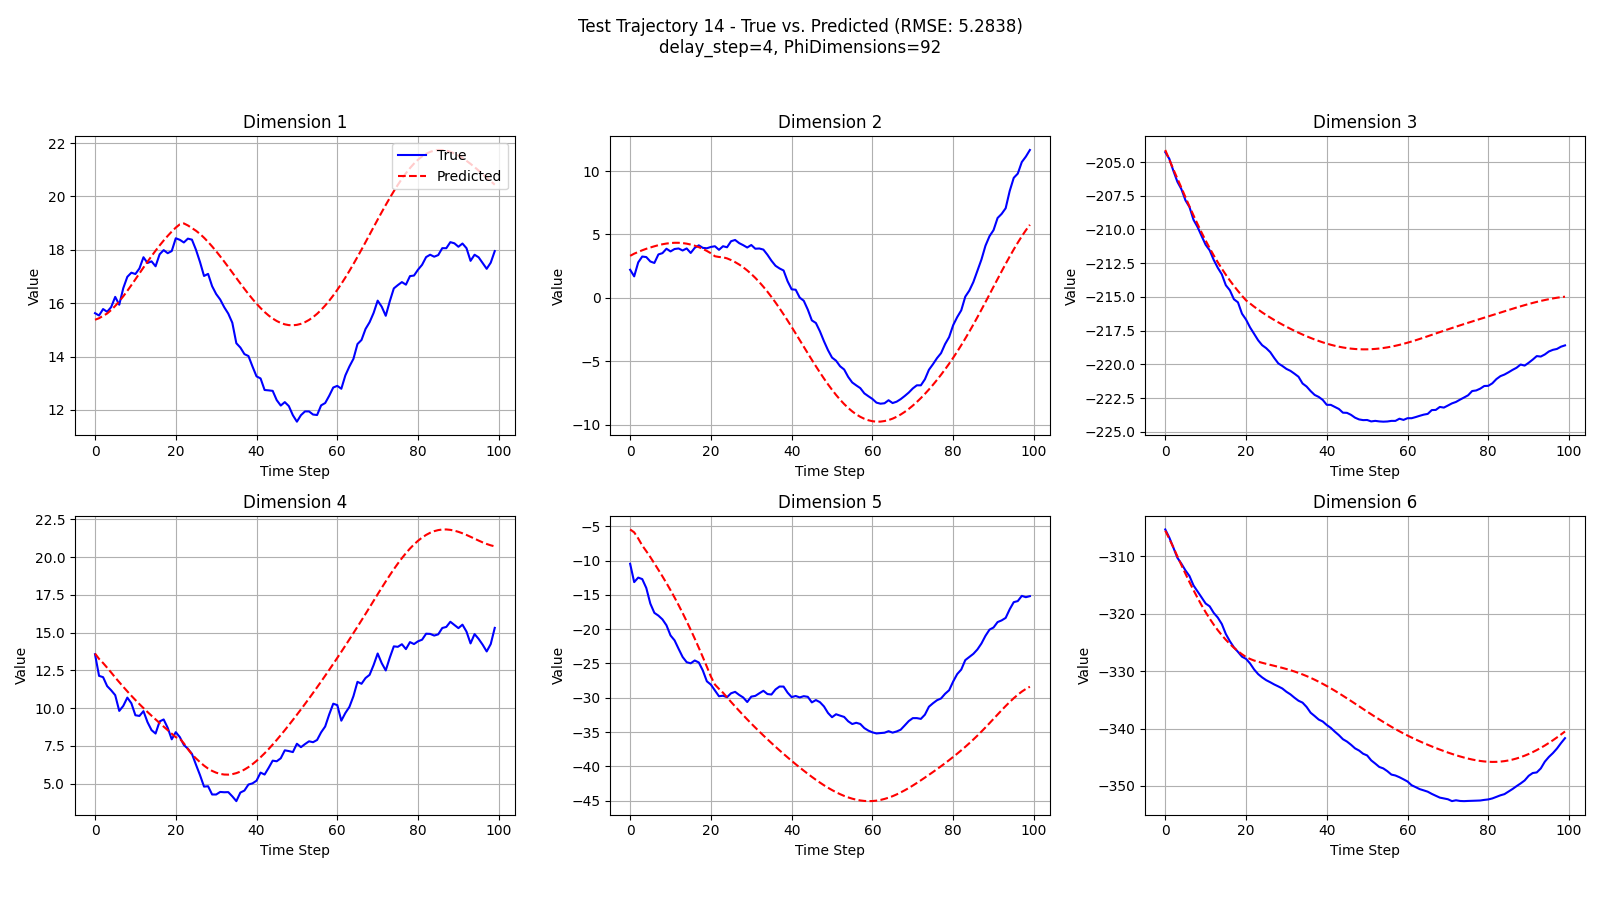 Test Trajectory 14 - True vs. Predicted (RMSE: 5.2838)
delay_step=4, PhiDimensions=92
Dimension 1
22
20
18
16
14
12
Value
0 20 40 60 80 100
Time Step
True
Predicted
Dimension 2
10
5
0
−5
−10
Value
0 20 40 60 80 100
Time Step
Dimension 3
−205.0
−207.5
−210.0
−212.5
−215.0
−217.5
−220.0
−222.5
−225.0
Value
0 20 40 60 80 100
Time Step
Dimension 4
22.5
20.0
17.5
15.0
12.5
10.0
7.5
5.0
Value
0 20 40 60 80 100
Time Step
Dimension 5
−5
−10
−15
−20
−25
−30
−35
−40
−45
Value
0 20 40 60 80 100
Time Step
Dimension 6
−310
−320
−330
−340
−350
Value
0 20 40 60 80 100
Time Step